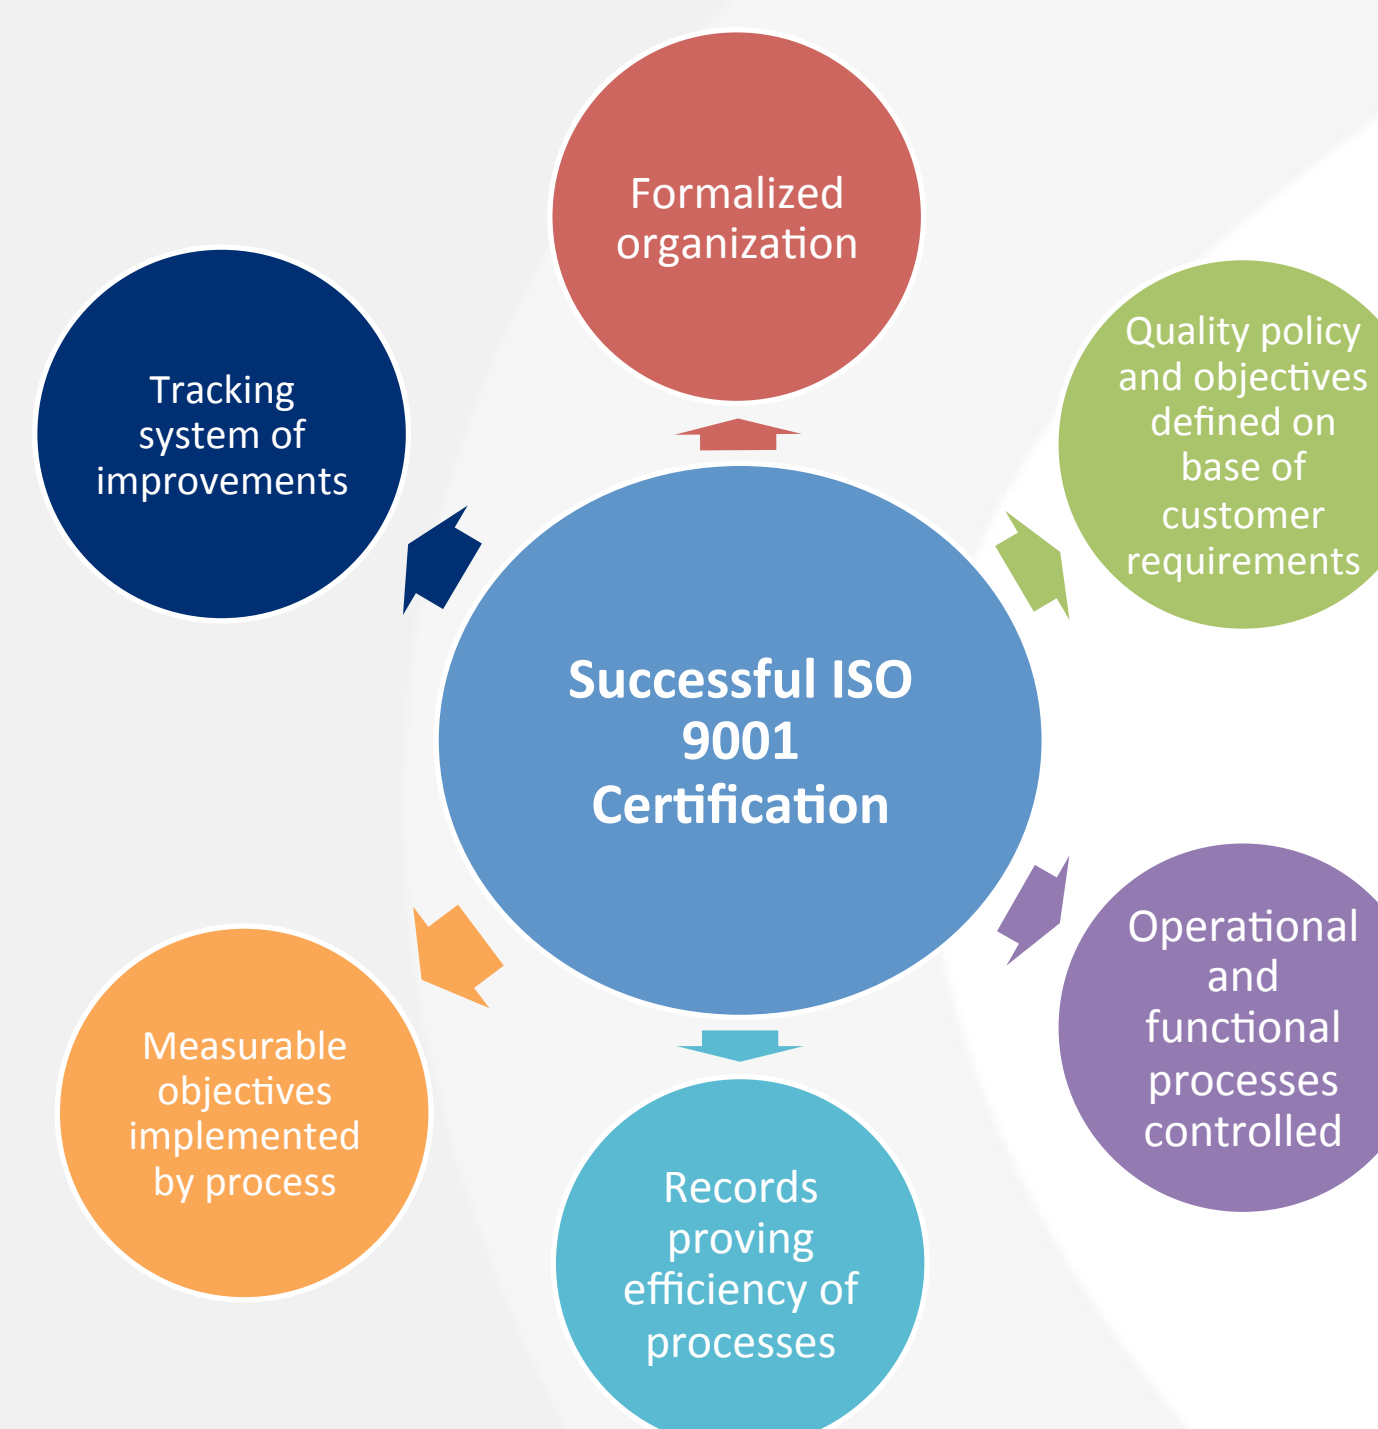 Formalized
organization
Quality policy
and objectives
defined on
base of
customer
requirements
Operational
and
functional
processes
controlled
Records
proving
efficiency of
processes
Measurable
objectives
implemented
by process
Tracking
system of
improvements
Successful ISO
9001
Certification